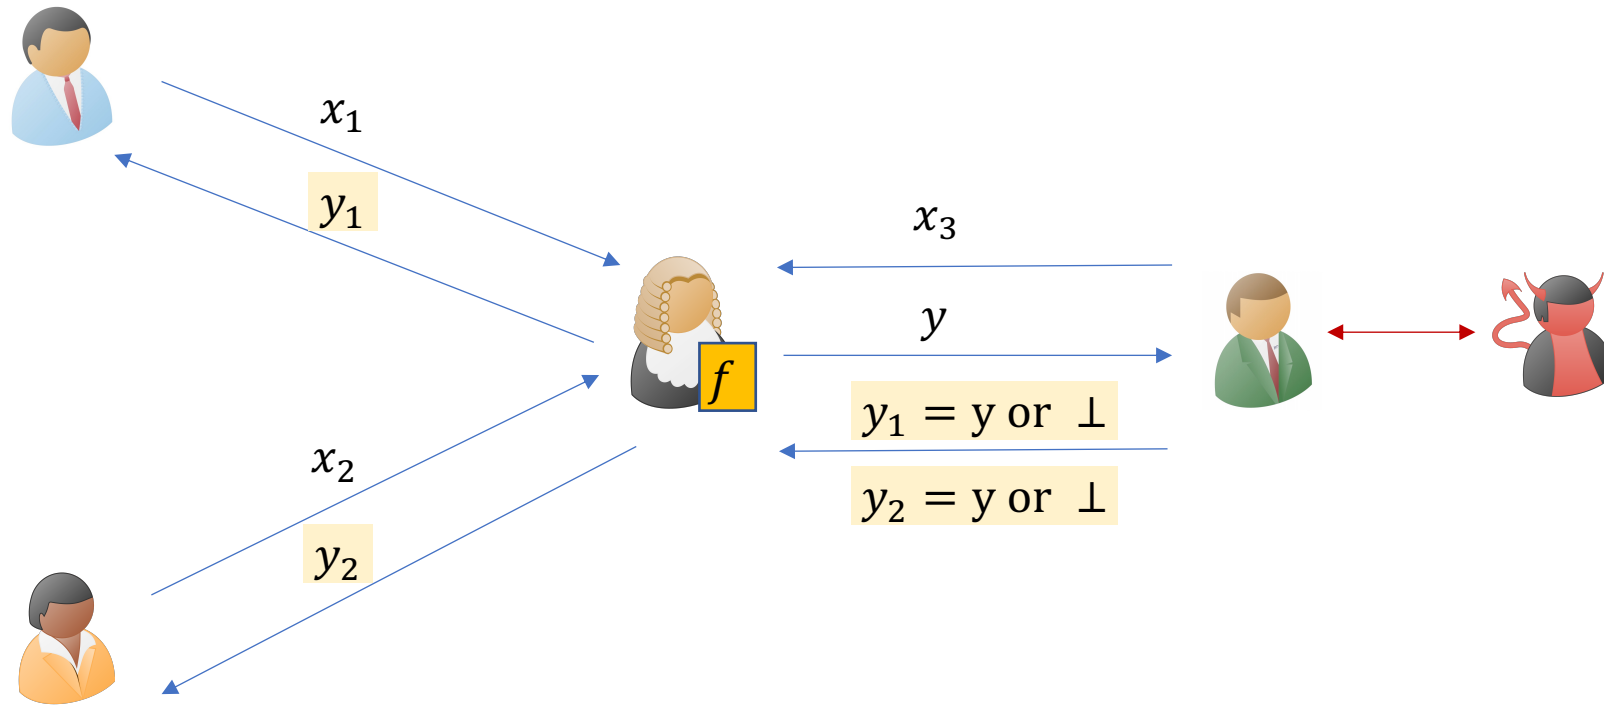 x₁
y₁
x₃
y
f
y₁ = y or ⊥
x₂
y₂ = y or ⊥
y₂